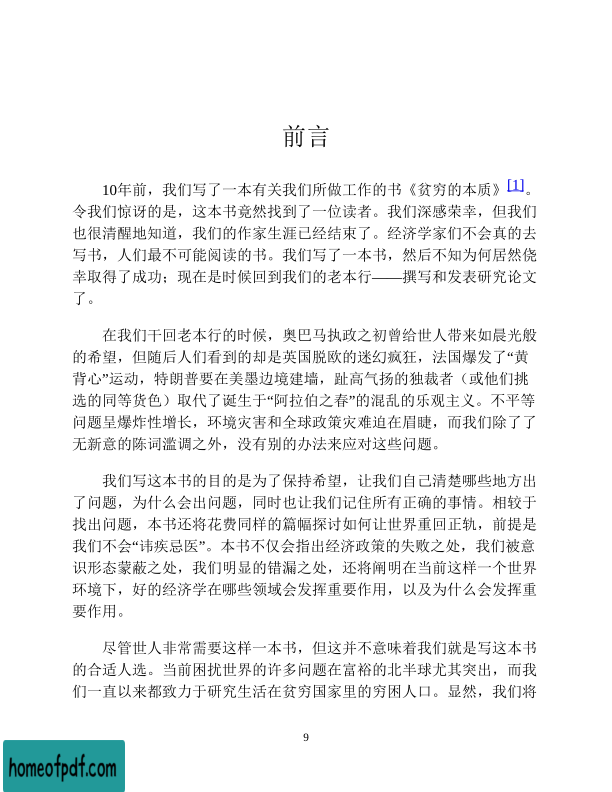 前言
10年前，我们写了一本有关我们所做工作的书《贫穷的本质》[1]。
令我们惊讶的是，这本书竟然找到了一位读者。我们深感荣幸，但我们
也很清醒地知道，我们的作家生涯已经结束了。经济学家们不会真的去
写书，人们最不可能阅读的书。我们写了一本书，然后不知为何居然侥
幸取得了成功；现在是时候回到我们的老本行——撰写和发表研究论文
了。
在我们干回老本行的时候，奥巴马执政之初曾给世人带来如晨光般
的希望，但随后人们看到的却是英国脱欧的迷幻疯狂，法国爆发了“黄
背心”运动，特朗普要在美墨边境建墙，趾高气扬的独裁者（或他们挑
选的同等货色）取代了诞生于“阿拉伯之春”的混乱的乐观主义。不平等
问题呈爆炸性增长，环境灾害和全球政策灾难迫在眉睫，而我们除了了
无新意的陈词滥调之外，没有别的办法来应对这些问题。
我们写这本书的目的是为了保持希望，让我们自己清楚哪些地方出
了问题，为什么会出问题，同时也让我们记住所有正确的事情。相较于
找出问题，本书还将花费同样的篇幅探讨如何让世界重回正轨，前提是
我们不会“讳疾忌医”。本书不仅会指出经济政策的失败之处，我们被意
识形态蒙蔽之处，我们明显的错漏之处，还将阐明在当前这样一个世界
环境下，好的经济学在哪些领域会发挥重要作用，以及为什么会发挥重
要作用。
尽管世人非常需要这样一本书，但这并不意味着我们就是写这本书
的合适人选。当前困扰世界的许多问题在富裕的北半球尤其突出，而我
们一直以来都致力于研究生活在贫穷国家里的穷困人口。显然，我们将
9
homeofpdf.com